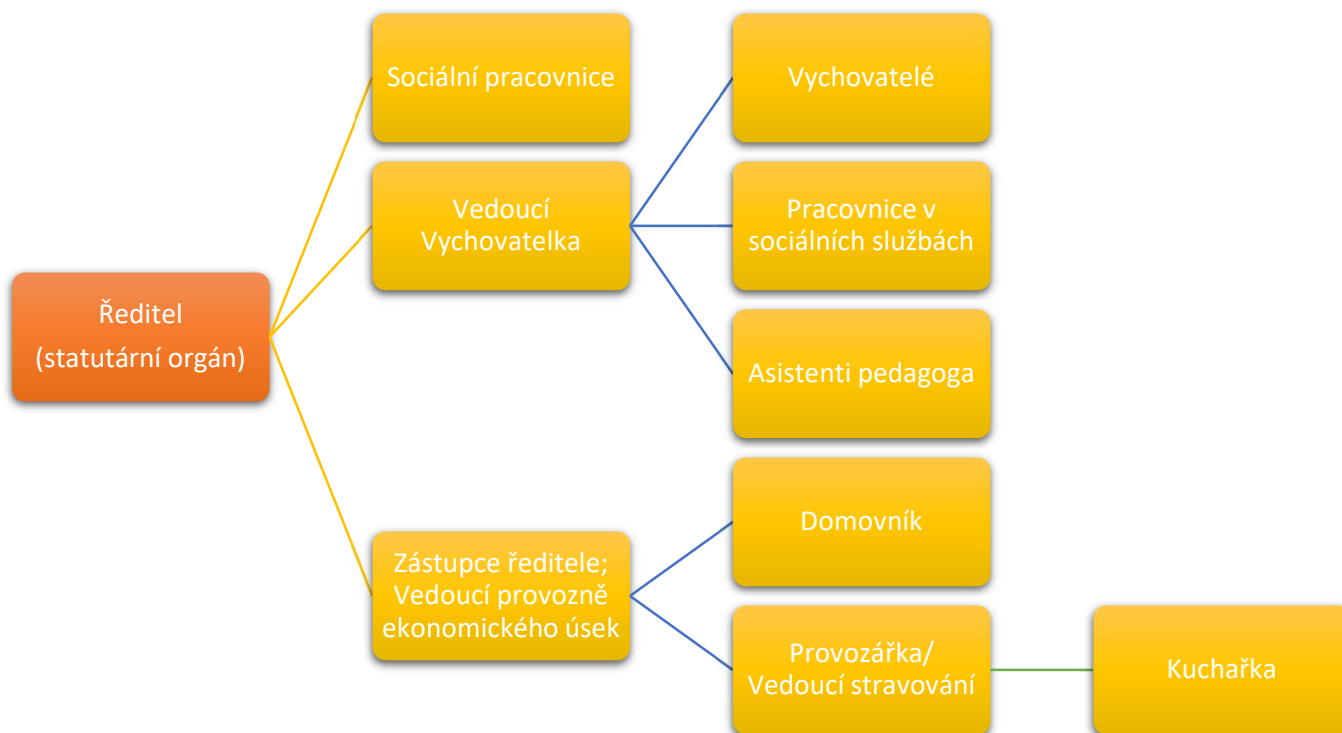 Ředitel
(statutární orgán)
Sociální pracovnice
Vedoucí
Vychovatelka
Zástupce ředitele;
Vedoucí provozně
ekonomického úsek
Vychovatelé
Pracovnice v
sociálních službách
Asistenti pedagoga
Domovník
Provozářka/
Vedoucí stravování
Kuchařka